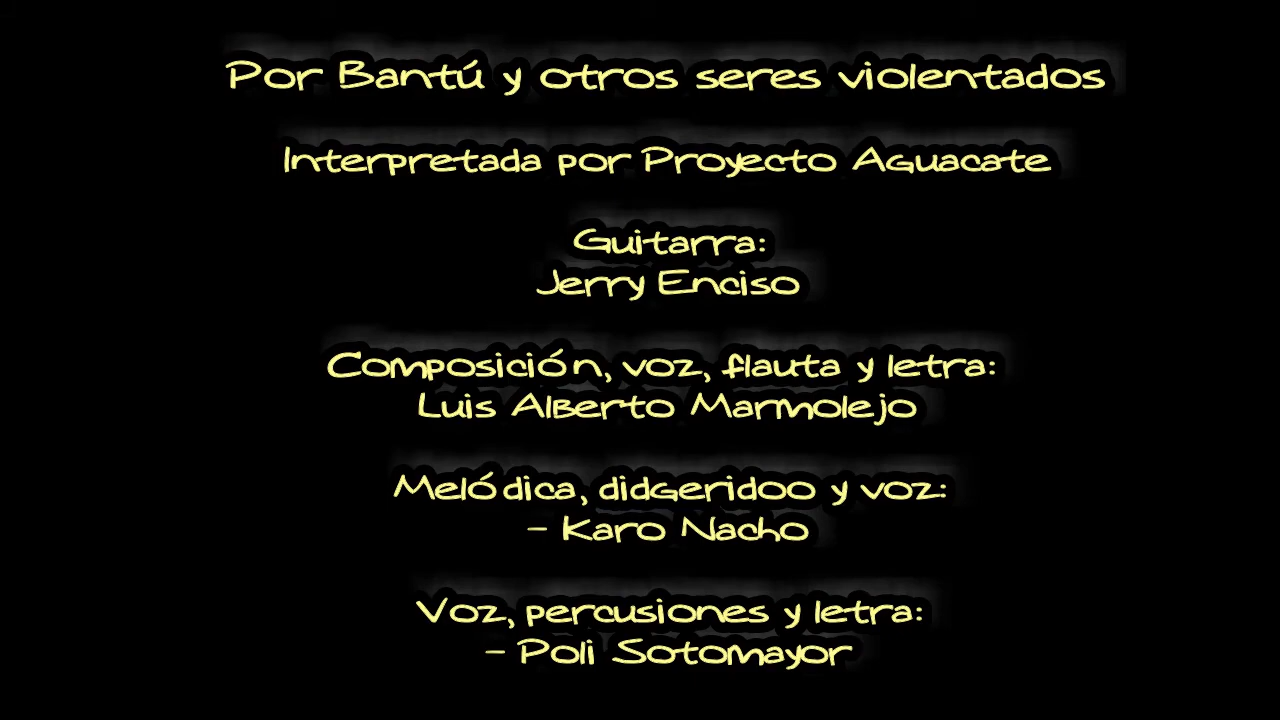 Por Bantú y otros seres violentados
Interpretada por Proyecto Aguacate
Guitarra:
Jerry Enciso
Composición, voz, flauta y letra:
Luis Alberto Marmolejo
Melódica, didgeridoo y voz:
- Karo Nacho
Voz, percusiones y letra:
- Poli Sotomayor